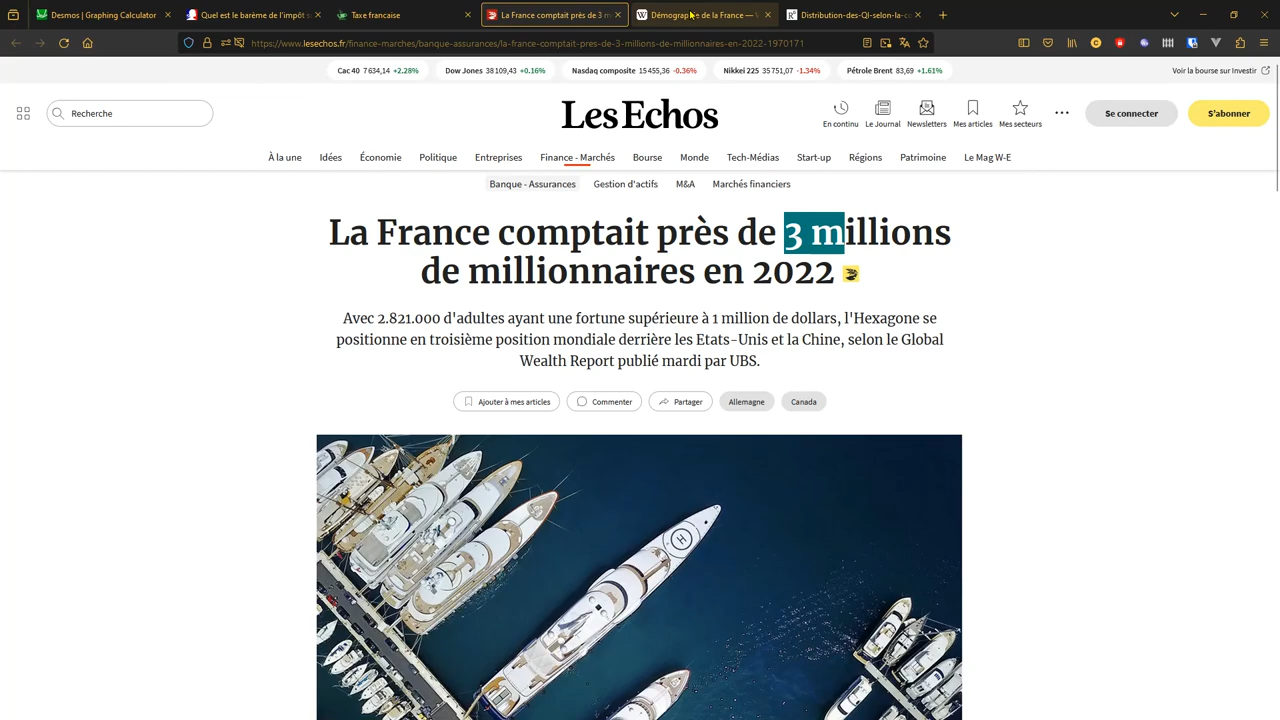 Desmos | Graphing Calculator
Quel est le barème de l'impôt s
Taxe francaise
La France comptait près de 3 m
Démographie de la France — W
Distribution-des-QI-selon-la-co
https://www.lesechos.fr/finance-marches/banque-assurances/la-france-comptait-pres-de-3-millions-de-millionnaires-en-2022-1970171
Cac 40 7 634,14 +2.28%
Dow Jones 38 109,43 +0.16%
Nasdaq composite 15 455,36 -0.36%
Nikkei 225 35 751,07 -1.34%
Pétrole Brent 83,69 +1.61%
Voir la bourse sur Investir
Recherche
Les Echos
En continu
Le Journal
Newsletters
Mes articles
Mes secteurs
Se connecter
S'abonner
À la une
Idées
Économie
Politique
Entreprises
Finance - Marchés
Bourse
Monde
Tech-Médias
Start-up
Régions
Patrimoine
Le Mag W-E
Banque - Assurances
Gestion d'actifs
M&A
Marchés financiers
La France comptait près de 3 millions
de millionnaires en 2022
Avec 2.821.000 d'adultes ayant une fortune supérieure à 1 million de dollars, l'Hexagone se
positionne en troisième position mondiale derrière les Etats-Unis et la Chine, selon le Global
Wealth Report publié mardi par UBS.
Ajouter à mes articles
Commenter
Partager
Allemagne
Canada
H